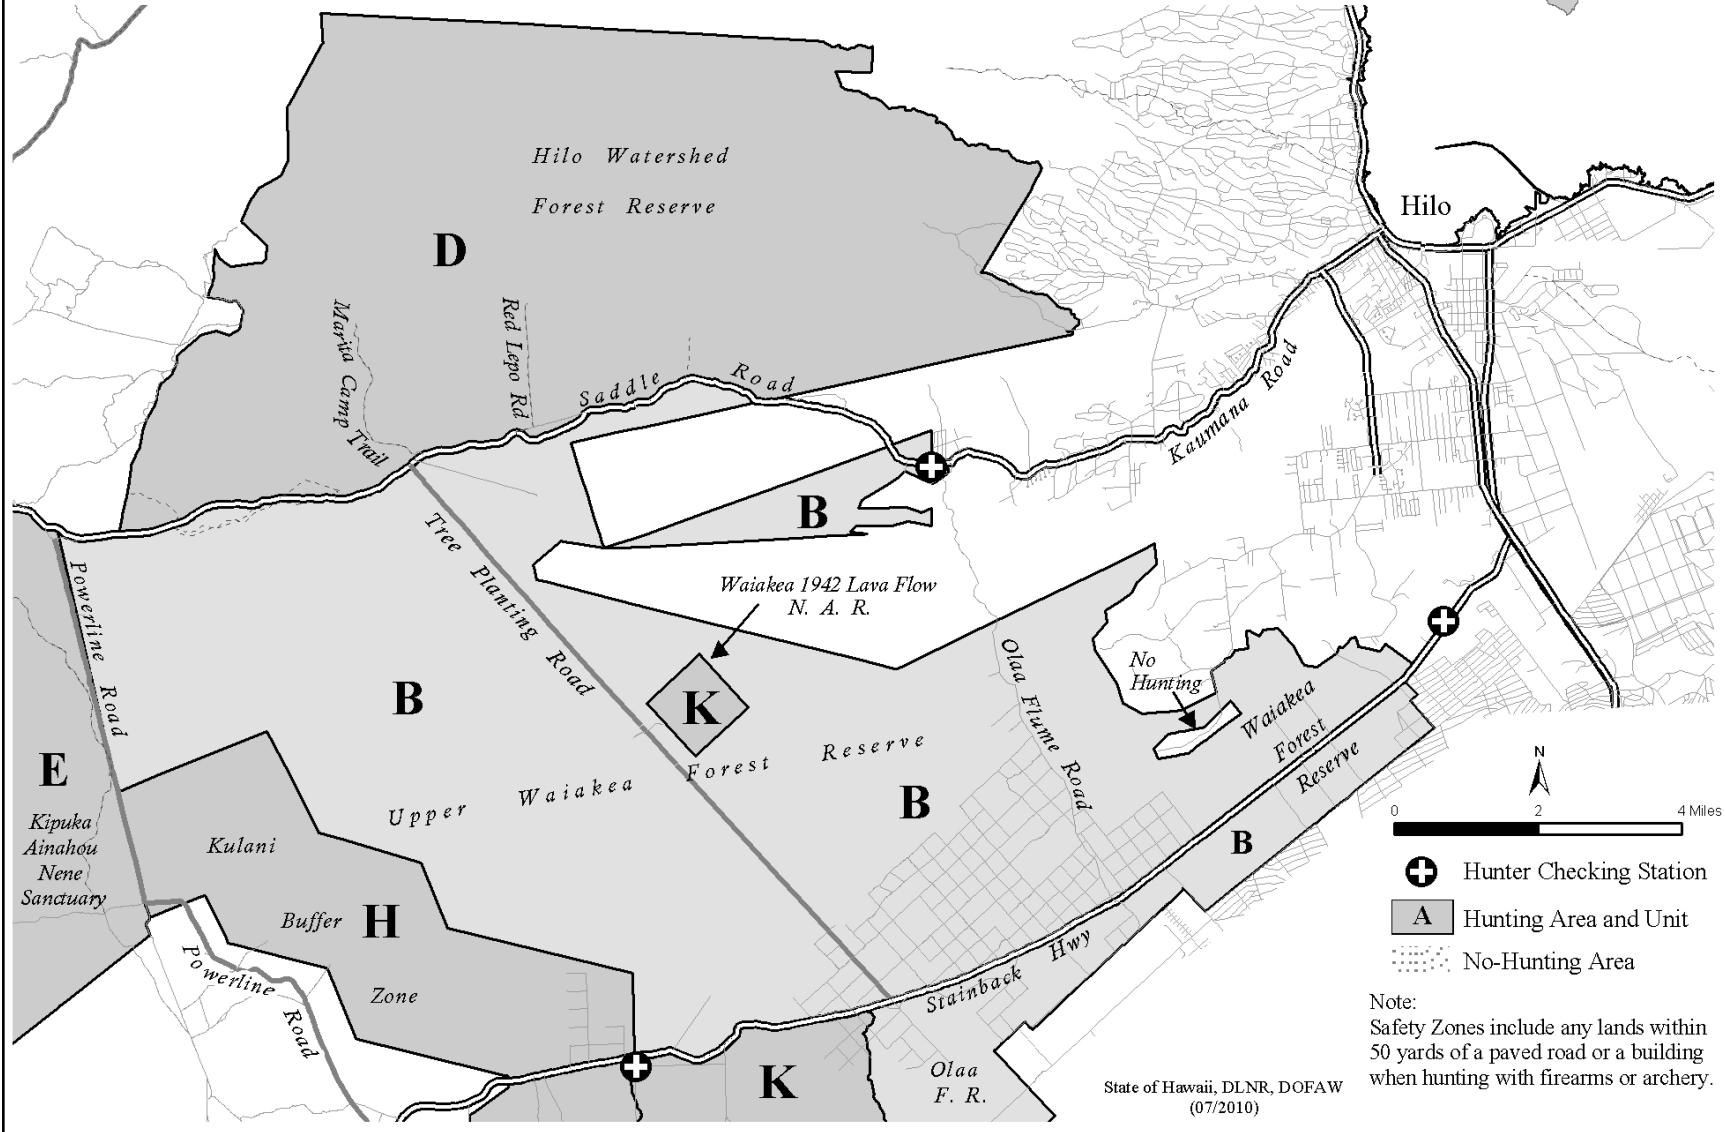 Hilo Watershed
Forest Reserve
D
Hilo
Marita Camp Trail
Red Lepo Rd
Saddle Road
Kaumana Road
B
Tree Planting Road
Powerline Road
Waiakea 1942 Lava Flow
N. A. R.
K
B
Olaa Flume Road
No
Hunting
Waiakea
Forest
Reserve
E
Kipuka
Ainahou
Nene
Sanctuary
Upper Waiakea Forest Reserve
B
B
Kulani
Buffer
Zone
H
Powerline Road
Stainback Hwy
K
Olaa
F. R.
N
0 2 4 Miles
Hunter Checking Station
A
Hunting Area and Unit
No-Hunting Area
Note:
Safety Zones include any lands within
50 yards of a paved road or a building
when hunting with firearms or archery.
State of Hawaii, DLNR, DOFAW
(07/2010)